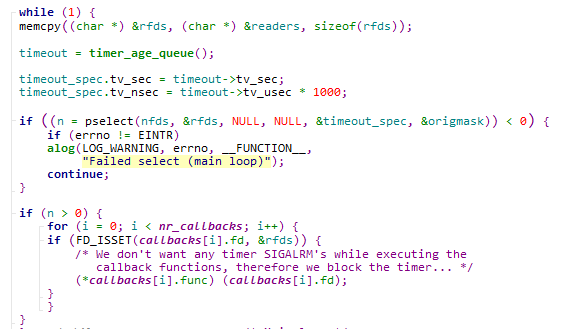 while (1) {
memcpy((char *) &rfds, (char *) &readers, sizeof(rfds));
timeout = timer_age_queue();
timeout_spec.tv_sec = timeout->tv_sec;
timeout_spec.tv_nsec = timeout->tv_usec * 1000;
if ((n = pselect(nfds, &rfds, NULL, NULL, &timeout_spec, &origmask)) < 0) {
if (errno != EINTR)
alog(LOG_WARNING, errno, __FUNCTION__,
"Failed select (main loop)");
continue;
}
if (n > 0) {
for (i = 0; i < nr_callbacks; i++) {
if (FD_ISSET(callbacks[i].fd, &rfds)) {
/* We don't want any timer SIGALRM's while executing the
callback functions, therefore we block the timer... */
(*callbacks[i].func) (callbacks[i].fd);
}
}
}